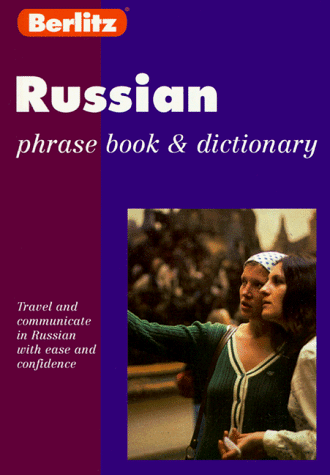 Berlitz®
Russian
phrase book & dictionary
Travel and
communicate
in Russian
with ease and
confidence